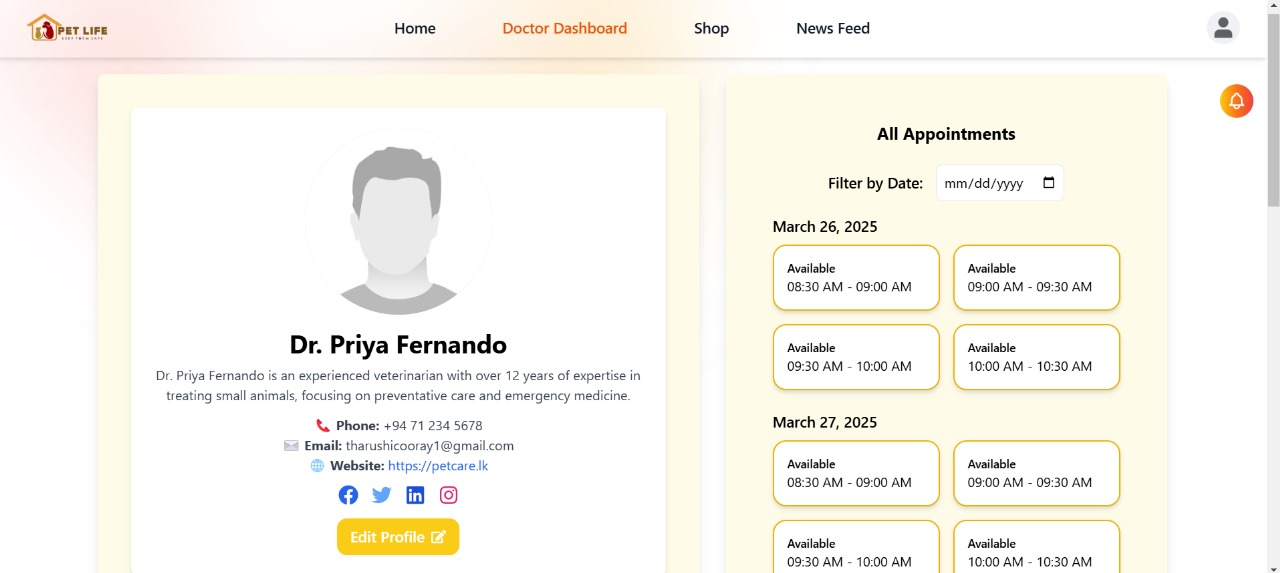 PET LIFE
KEEP THEM SAFE
Home
Doctor Dashboard
Shop
News Feed
Dr. Priya Fernando
Dr. Priya Fernando is an experienced veterinarian with over 12 years of expertise in
treating small animals, focusing on preventative care and emergency medicine.
Phone: +94 71 234 5678
Email: tharushicooray1@gmail.com
Website: https://petcare.lk
Edit Profile
All Appointments
Filter by Date: mm/dd/yyyy
March 26, 2025
Available
08:30 AM - 09:00 AM
Available
09:00 AM - 09:30 AM
Available
09:30 AM - 10:00 AM
Available
10:00 AM - 10:30 AM
March 27, 2025
Available
08:30 AM - 09:00 AM
Available
09:00 AM - 09:30 AM
Available
09:30 AM - 10:00 AM
Available
10:00 AM - 10:30 AM